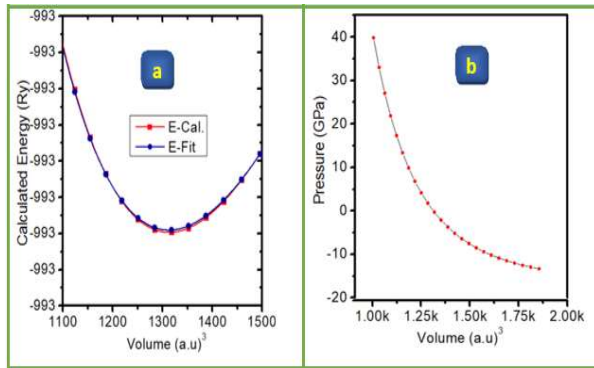 a
Calculated Energy (Ry)
-993
-993
-993
-993
-993
-993
-993
-993
-993
E-Cal.
E-Fit
1100 1200 1300 1400 1500
Volume (a.u)³
b
Pressure (GPa)
40
30
20
10
0
-10
-20
1.00k 1.25k 1.50k 1.75k 2.00k
Volume (a.u)³